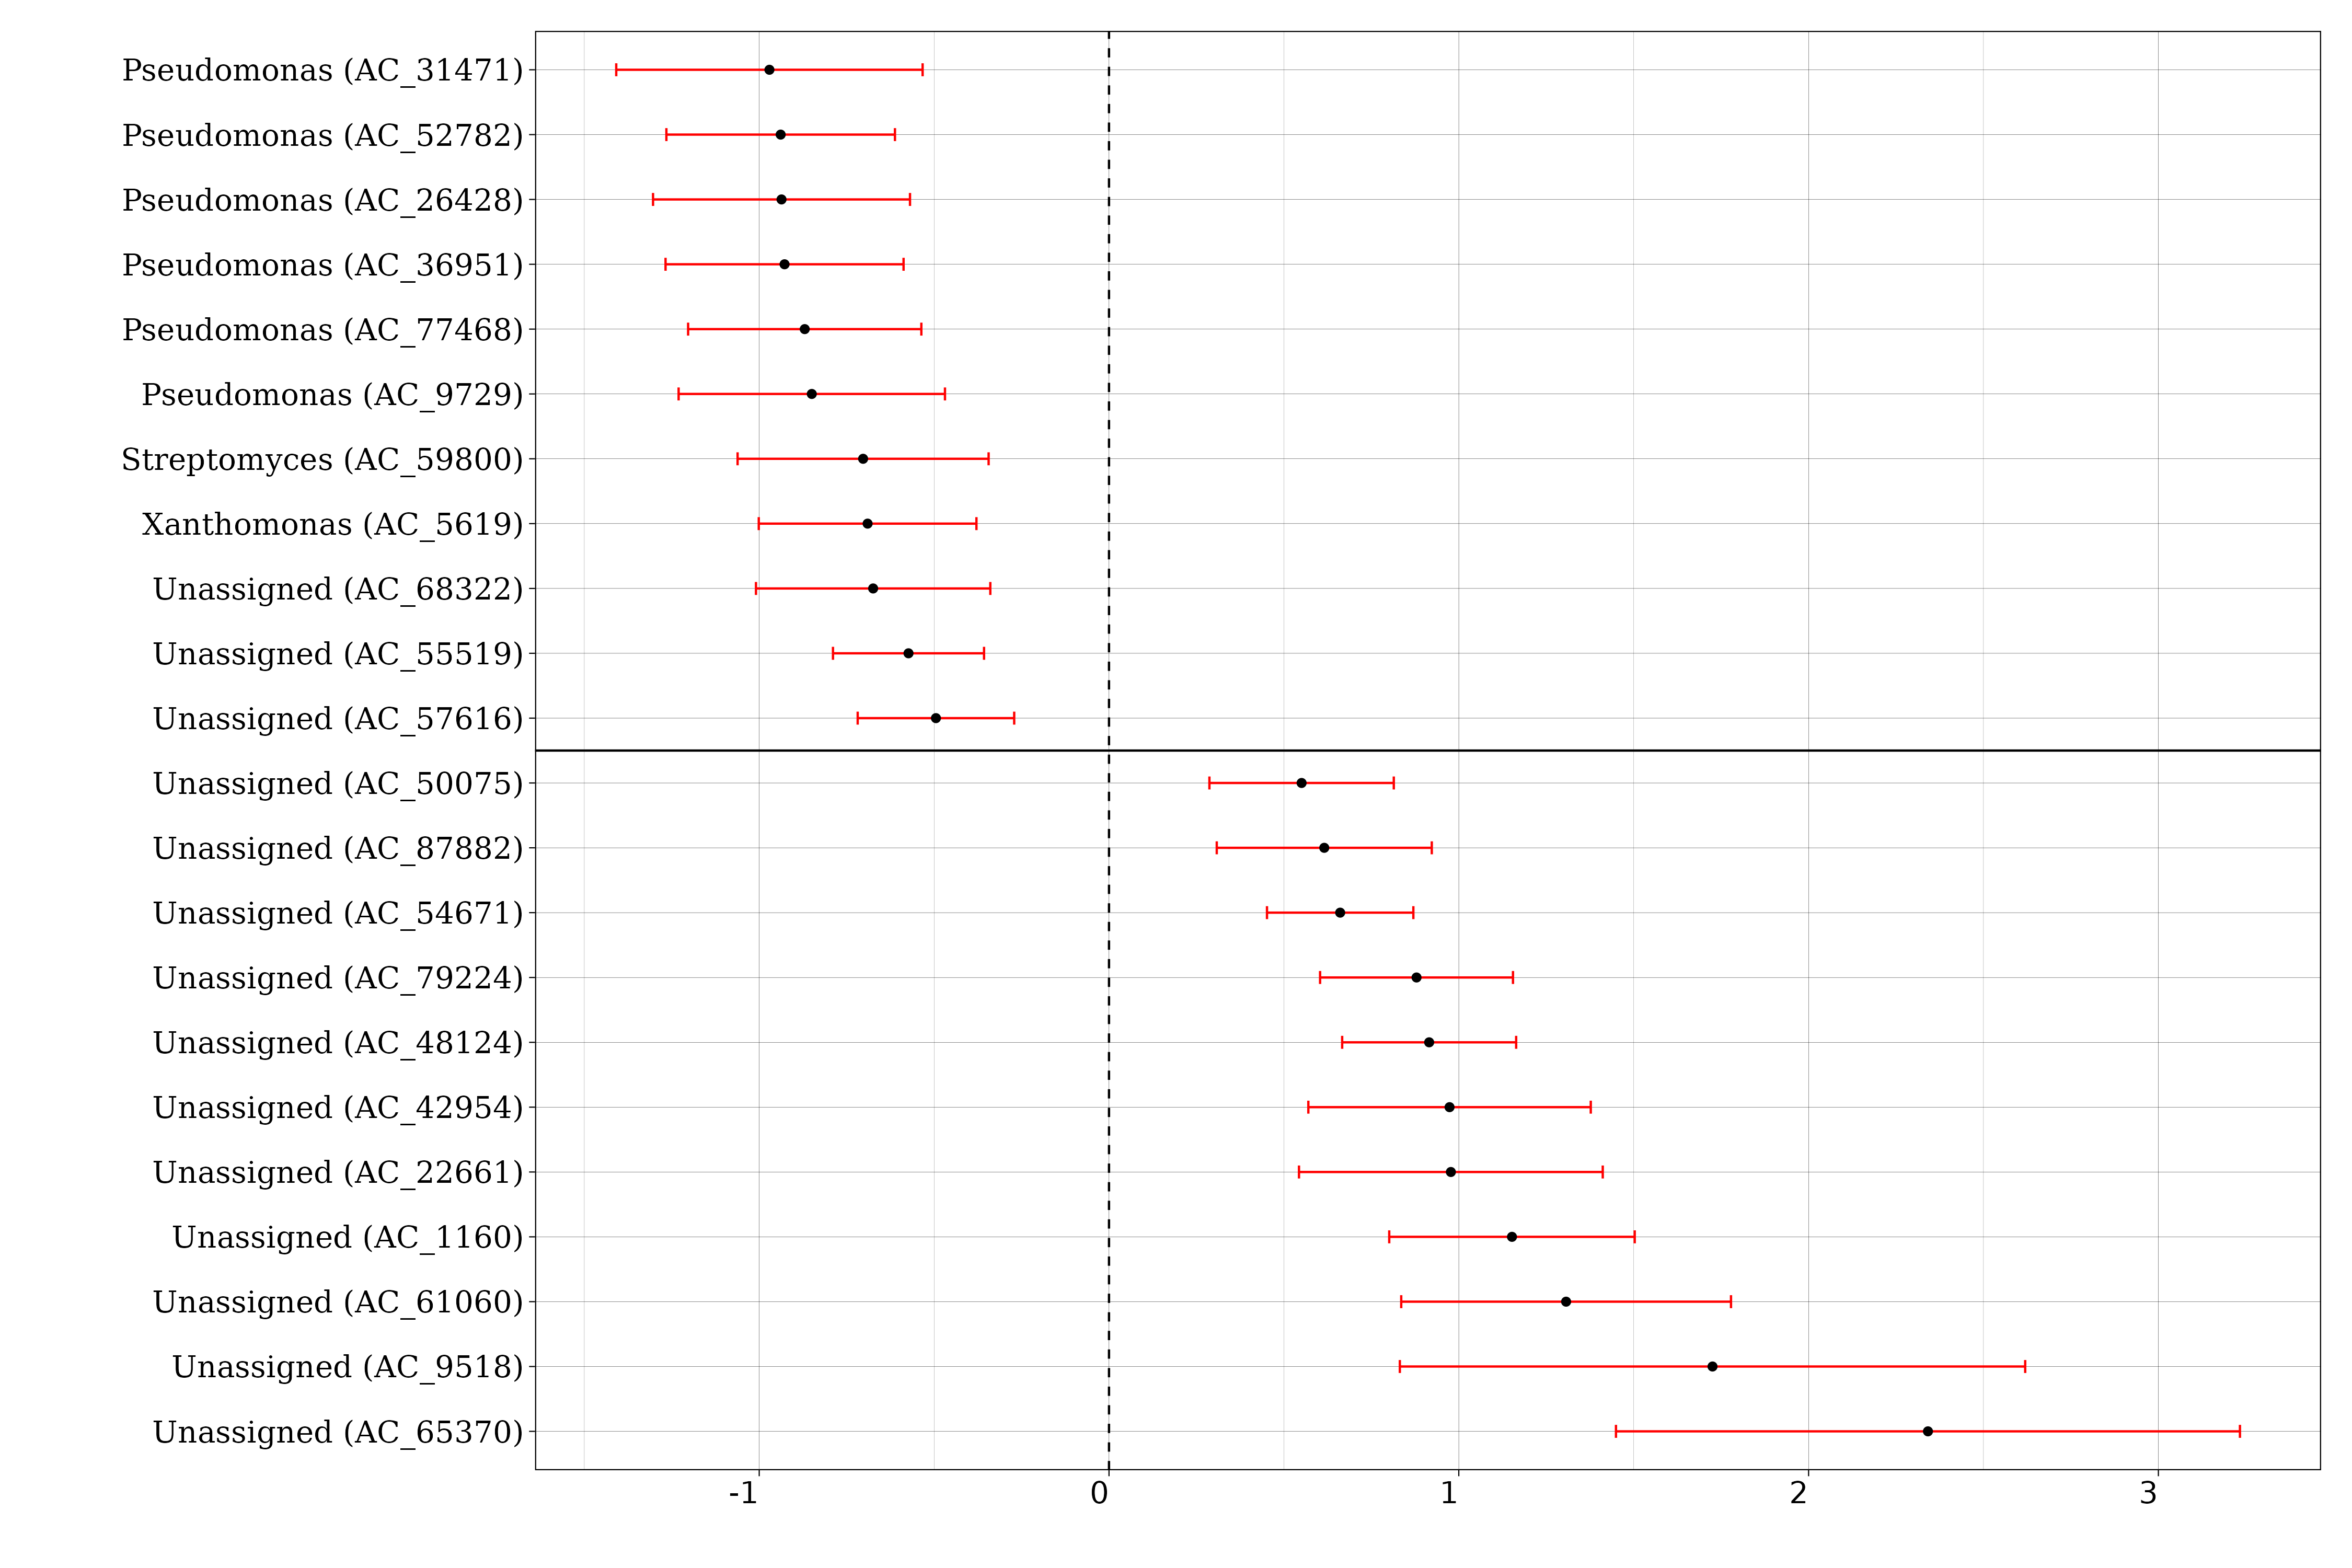 Pseudomonas (AC_31471)
Pseudomonas (AC_52782)
Pseudomonas (AC_26428)
Pseudomonas (AC_36951)
Pseudomonas (AC_77468)
Pseudomonas (AC_9729)
Streptomyces (AC_59800)
Xanthomonas (AC_5619)
Unassigned (AC_68322)
Unassigned (AC_55519)
Unassigned (AC_57616)
Unassigned (AC_50075)
Unassigned (AC_87882)
Unassigned (AC_54671)
Unassigned (AC_79224)
Unassigned (AC_48124)
Unassigned (AC_42954)
Unassigned (AC_22661)
Unassigned (AC_1160)
Unassigned (AC_61060)
Unassigned (AC_9518)
Unassigned (AC_65370)
-1 0 1 2 3